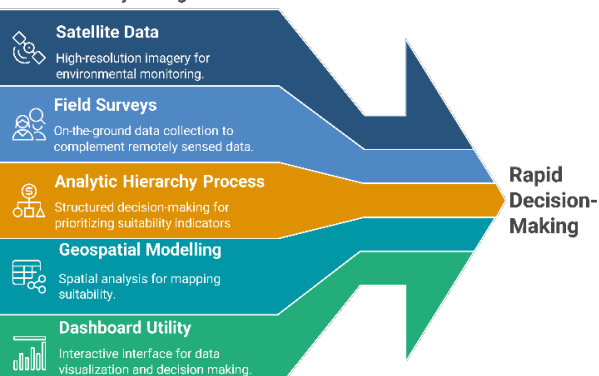 Satellite Data
High-resolution imagery for
environmental monitoring.
Field Surveys
On-the-ground data collection to
complement remotely sensed data.
Analytic Hierarchy Process
Structured decision-making for
prioritizing suitability indicators
Geospatial Modelling
Spatial analysis for mapping
suitability.
Dashboard Utility
Interactive interface for data
visualization and decision making.
Rapid
Decision-
Making